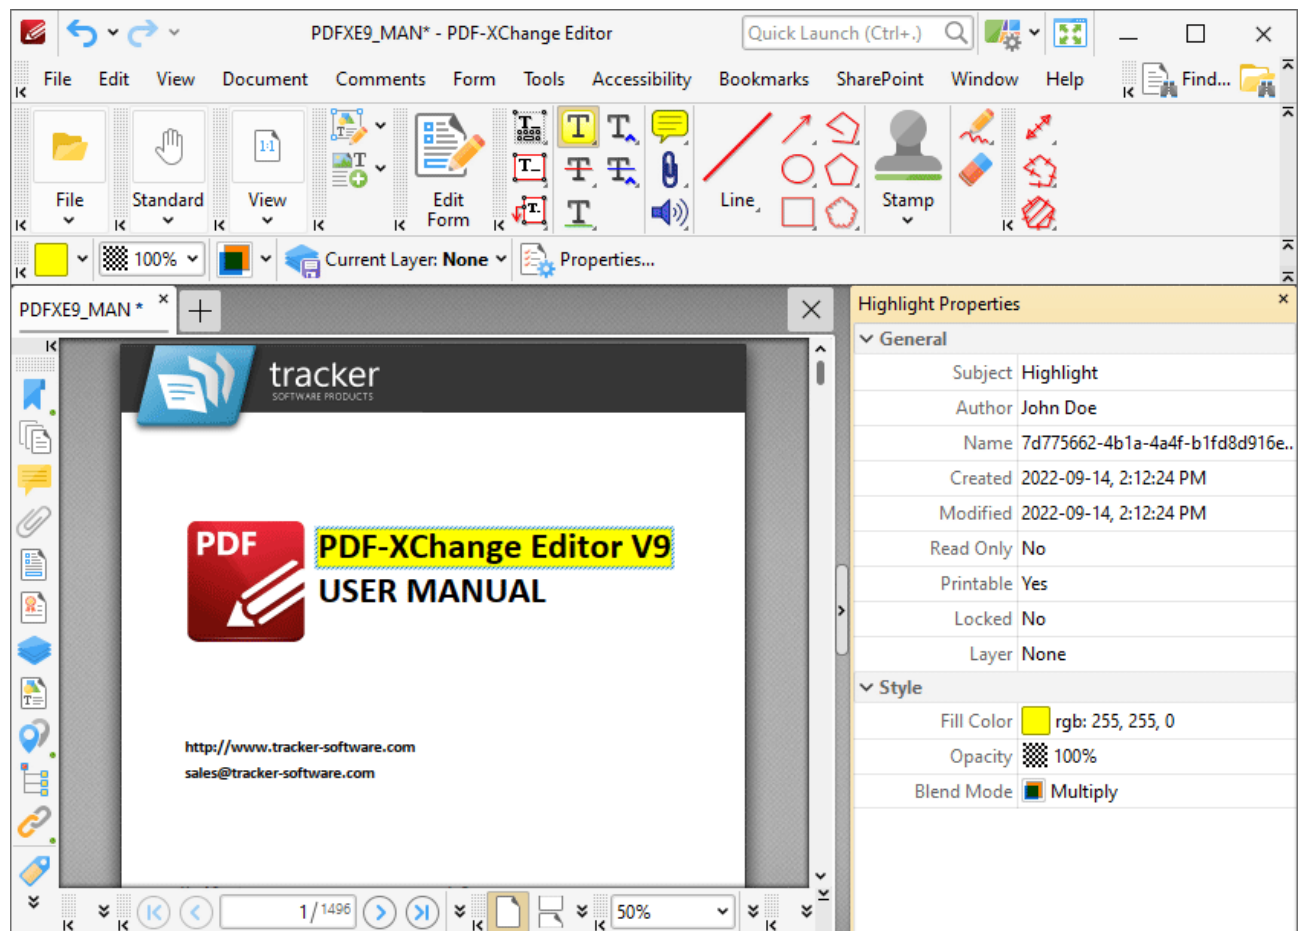 PDFXE9_MAN* - PDF-XChange Editor
Quick Launch (Ctrl+.)
File Edit View Document Comments Form Tools Accessibility Bookmarks SharePoint Window Help Find...
File
Standard
1:1
View
Edit
Form
Line
Stamp
100% Current Layer: None Properties...
PDFXE9_MAN *
tracker
SOFTWARE PRODUCTS
PDF
PDF-XChange Editor V9
USER MANUAL
http://www.tracker-software.com
sales@tracker-software.com
1/1496
50%
Highlight Properties
General
Subject Highlight
Author John Doe
Name 7d775662-4b1a-4a4f-b1fd8d916e..
Created 2022-09-14, 2:12:24 PM
Modified 2022-09-14, 2:12:24 PM
Read Only No
Printable Yes
Locked No
Layer None
Style
Fill Color rgb: 255, 255, 0
Opacity 100%
Blend Mode Multiply